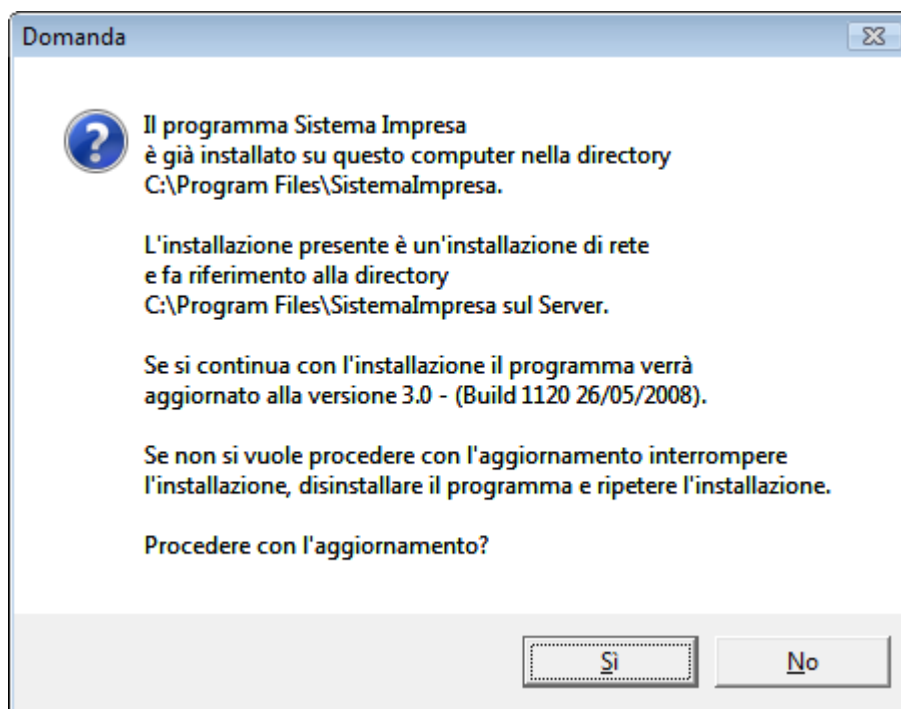 Domanda
Il programma Sistema Impresa
è già installato su questo computer nella directory
C:\Program Files\SistemaImpresa.
L'installazione presente è un'installazione di rete
e fa riferimento alla directory
C:\Program Files\SistemaImpresa sul Server.
Se si continua con l'installazione il programma verrà
aggiornato alla versione 3.0 - (Build 1120 26/05/2008).
Se non si vuole procedere con l'aggiornamento interrompere
l'installazione, disinstallare il programma e ripetere l'installazione.
Procedere con l'aggiornamento?
Sì
No